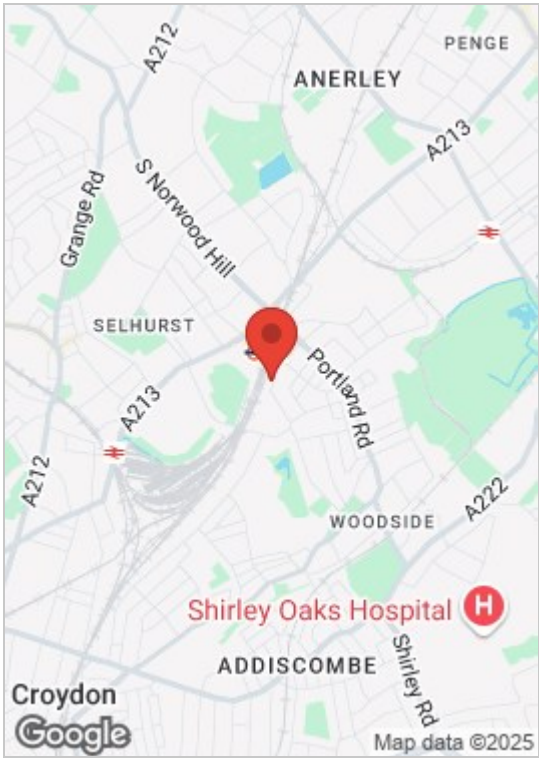 A212
PENGE
ANERLEY
A213
S Norwood Hill
Grange Rd
SELHURST
Portland Rd
A213
A212
A222
WOODSIDE
Shirley Oaks Hospital
H
ADDISCOMBE
Shirley Rd
Croydon
Google
Map data ©2025